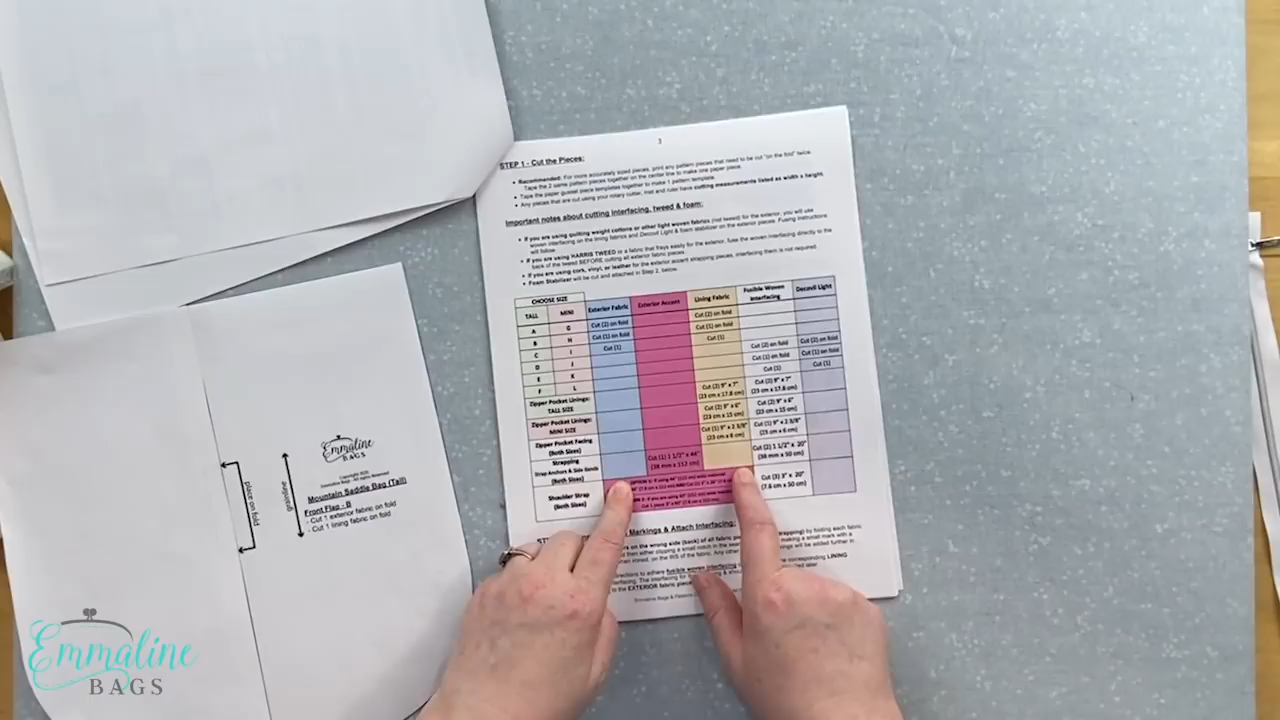 3
STEP 1 - Cut the Pieces:
Recommended: For more accurately sized pieces, print any pattern pieces that need to be cut "on the fold" twice.
Tape the 2 same pattern pieces together on the center line to make one paper piece.
Tape the paper gusset piece templates together to make 1 pattern template.
Any pieces that are cut using your rotary cutter, mat and ruler have cutting measurements listed as width x height.
Important notes about cutting interfacing, tweed & foam:
If you are using quilting weight cottons or other light woven fabrics (not tweed) for the exterior, you will use
woven interfacing on the lining fabrics and Decovil Light & foam stabilizer on the exterior pieces. Fusing instructions
will follow.
If you are using HARRIS TWEED or a fabric that frays easily for the exterior, fuse the woven interfacing directly to the
back of the tweed BEFORE cutting all exterior fabric pieces
If you are using cork, vinyl, or leather for the exterior accent strapping pieces, interfacing them is not required.
Foam Stabilizer will be cut and attached in Step 2, below.
CHOOSE SIZE
TALL MINI Exterior Fabric Exterior Accent Lining Fabric Fusible Woven Interfacing Decovil Light
A G Cut (2) on fold Cut (2) on fold
B H Cut (1) on fold Cut (1) on fold
C I Cut (1) Cut (1)
D J Cut (2) on fold Cut (2) on fold
E K Cut (1) on fold Cut (1) on fold
F L Cut (1) Cut (1)
Zipper Pocket Linings: TALL SIZE Cut (2) 9" x 7" (23 cm x 17.8 cm) Cut (2) 9" x 7" (23 cm x 17.8 cm)
Zipper Pocket Linings: MINI SIZE Cut (2) 9" x 6" (23 cm x 15 cm) Cut (2) 9" x 6" (23 cm x 15 cm)
Zipper Pocket Facing (Both Sizes) Cut (1) 9" x 2 3/8" (23 cm x 6 cm) Cut (1) 9" x 2 3/8" (23 cm x 6 cm)
Strapping
Strap Anchors & Side Bands (Both Sizes) Cut (1) 1 1/2" x 44" (38 mm x 112 cm) Cut (2) 1 1/2" x 20" (38 mm x 50 cm)
Shoulder Strap (Both Sizes) Cut (3) 3" x 20" (7.6 cm x 50 cm)
Markings & Attach Interfacing:
Emmaline
Copyright 2020
Emmaline Bags - All rights Reserved
Mountain Saddle Bag (Tall)
Front Flap - B
- Cut 1 exterior fabric on fold
- Cut 1 lining fabric on fold
place on fold
grainline
Emmaline
BAGS